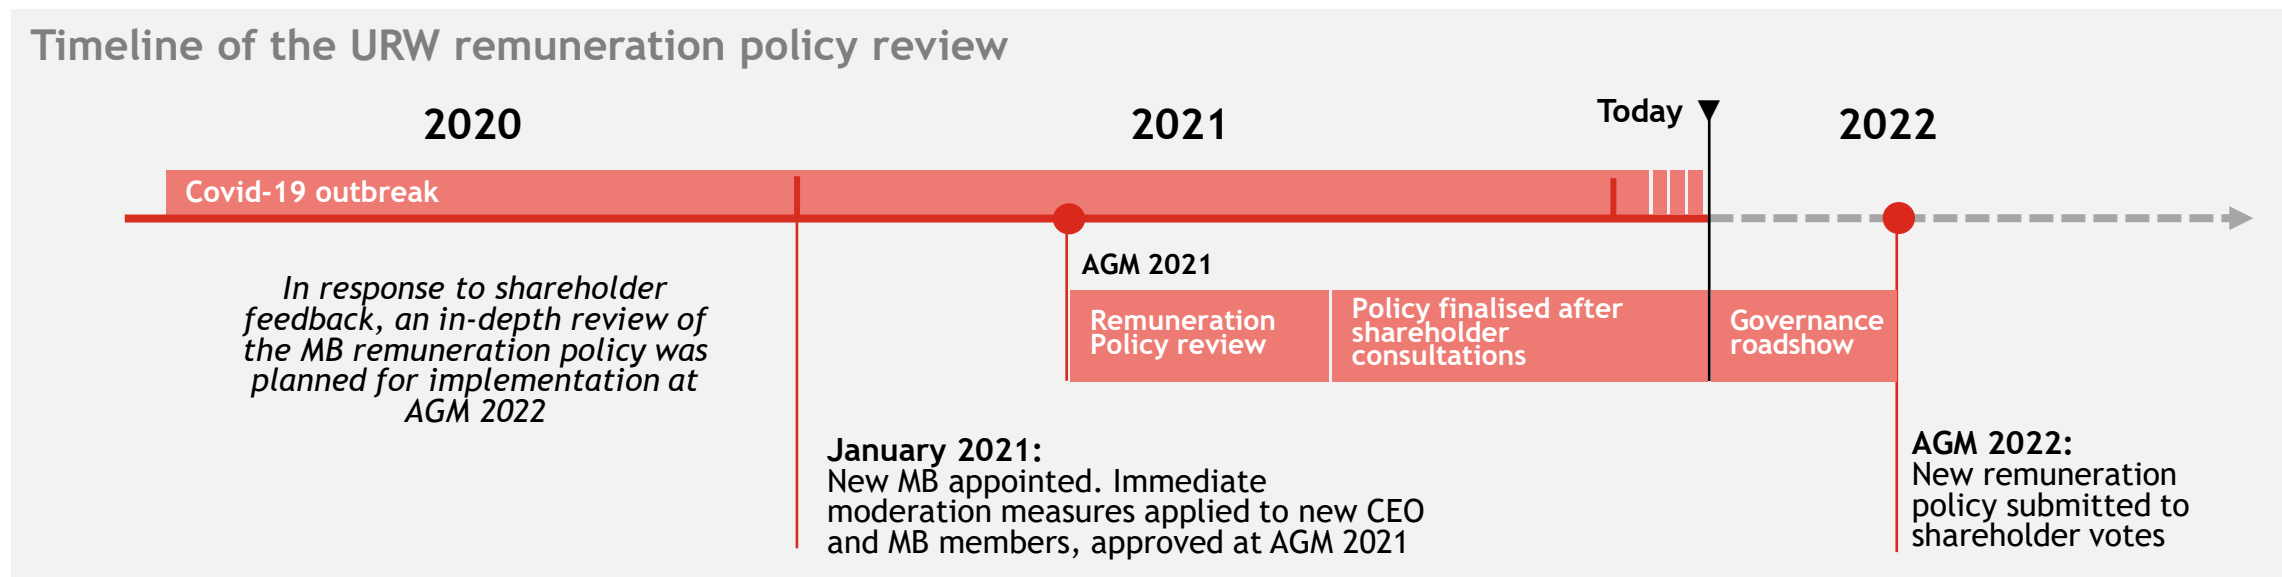 Timeline of the URW remuneration policy review
2020
2021
Today
2022
Covid-19 outbreak
In response to shareholder
feedback, an in-depth review of
the MB remuneration policy was
planned for implementation at
AGM 2022
AGM 2021
Remuneration
Policy review
Policy finalised after
shareholder
consultations
Governance
roadshow
January 2021:
New MB appointed. Immediate
moderation measures applied to new CEO
and MB members, approved at AGM 2021
AGM 2022:
New remuneration
policy submitted to
shareholder votes